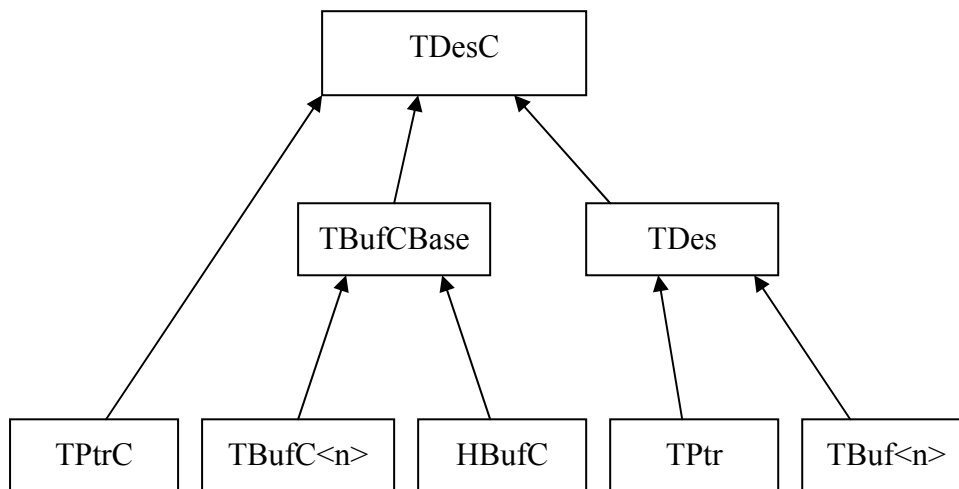 TDesC
TBufCBase
TDes
TPtrC
TBufC<n>
HBufC
TPtr
TBuf<n>